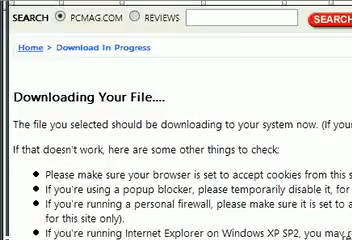 SEARCH PCMAG.COM REVIEWS SEARCH
Home > Download In Progress
Downloading Your File....
The file you selected should be downloading to your system now. (If your
If that doesn't work, here are some other things to check:
Please make sure your browser is set to accept cookies from this s
If you're using a popup blocker, please temporarily disable it, for
If you're running a personal firewall, please make sure it is set to a
for this site only).
If you're running Internet Explorer on Windows XP SP2, you may